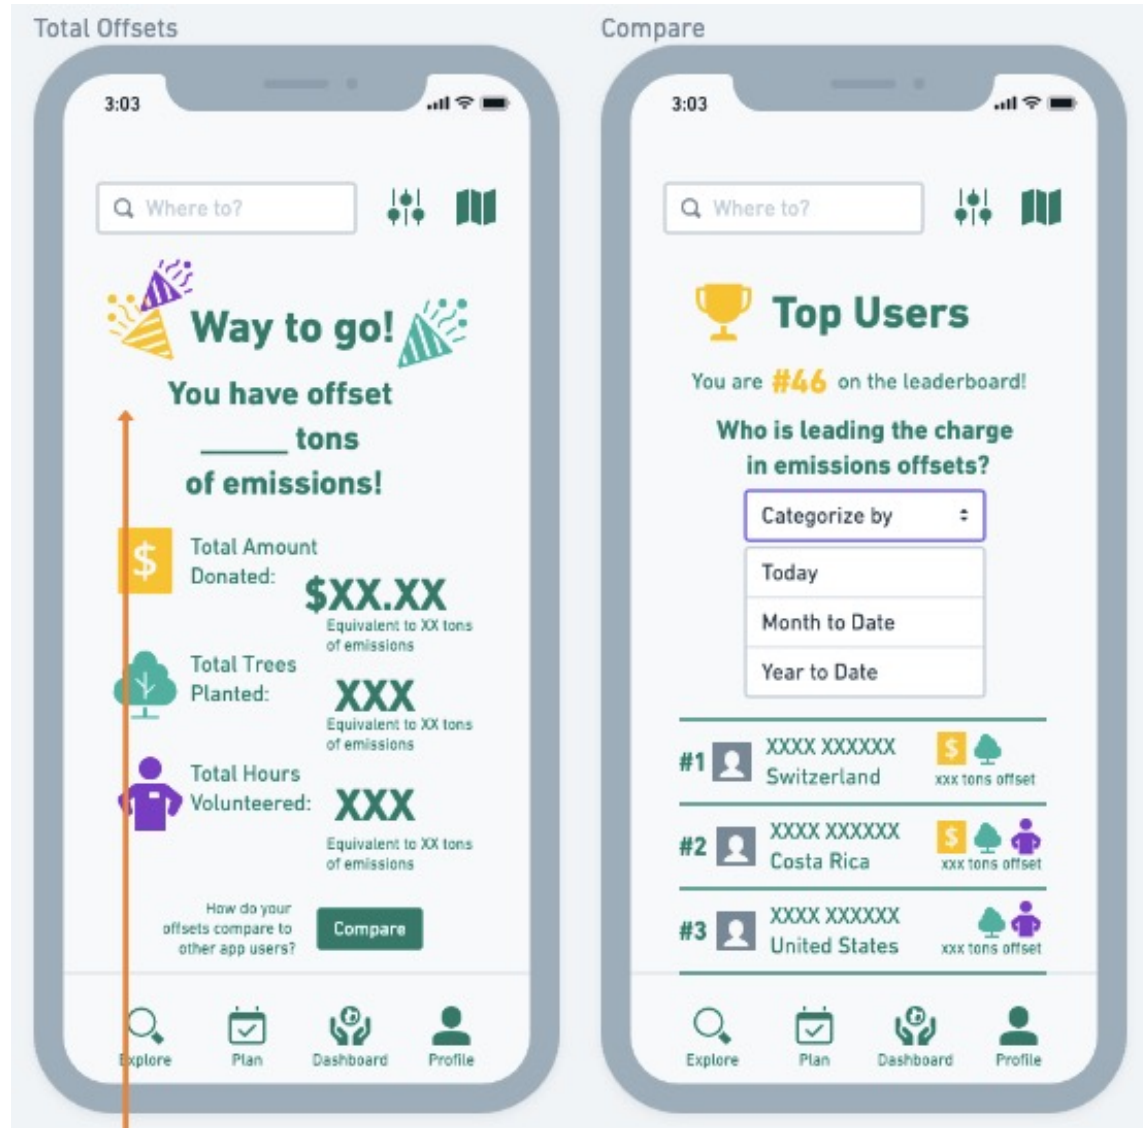 Total Offsets
3:03
Where to?
Way to go!
You have offset
______ tons
of emissions!
$
Total Amount
Donated:
$XX.XX
Equivalent to XX tons
of emissions
Total Trees
Planted:
XXX
Equivalent to XX tons
of emissions
Total Hours
Volunteered:
XXX
Equivalent to XX tons
of emissions
How do your
offsets compare to
other app users?
Compare
Explore
Plan
Dashboard
Profile
Compare
3:03
Where to?
Top Users
You are #46 on the leaderboard!
Who is leading the charge
in emissions offsets?
Categorize by
Today
Month to Date
Year to Date
#1
XXXX XXXXXX
Switzerland
$
xxx tons offset
#2
XXXX XXXXXX
Costa Rica
$
xxx tons offset
#3
XXXX XXXXXX
United States
xxx tons offset
Explore
Plan
Dashboard
Profile